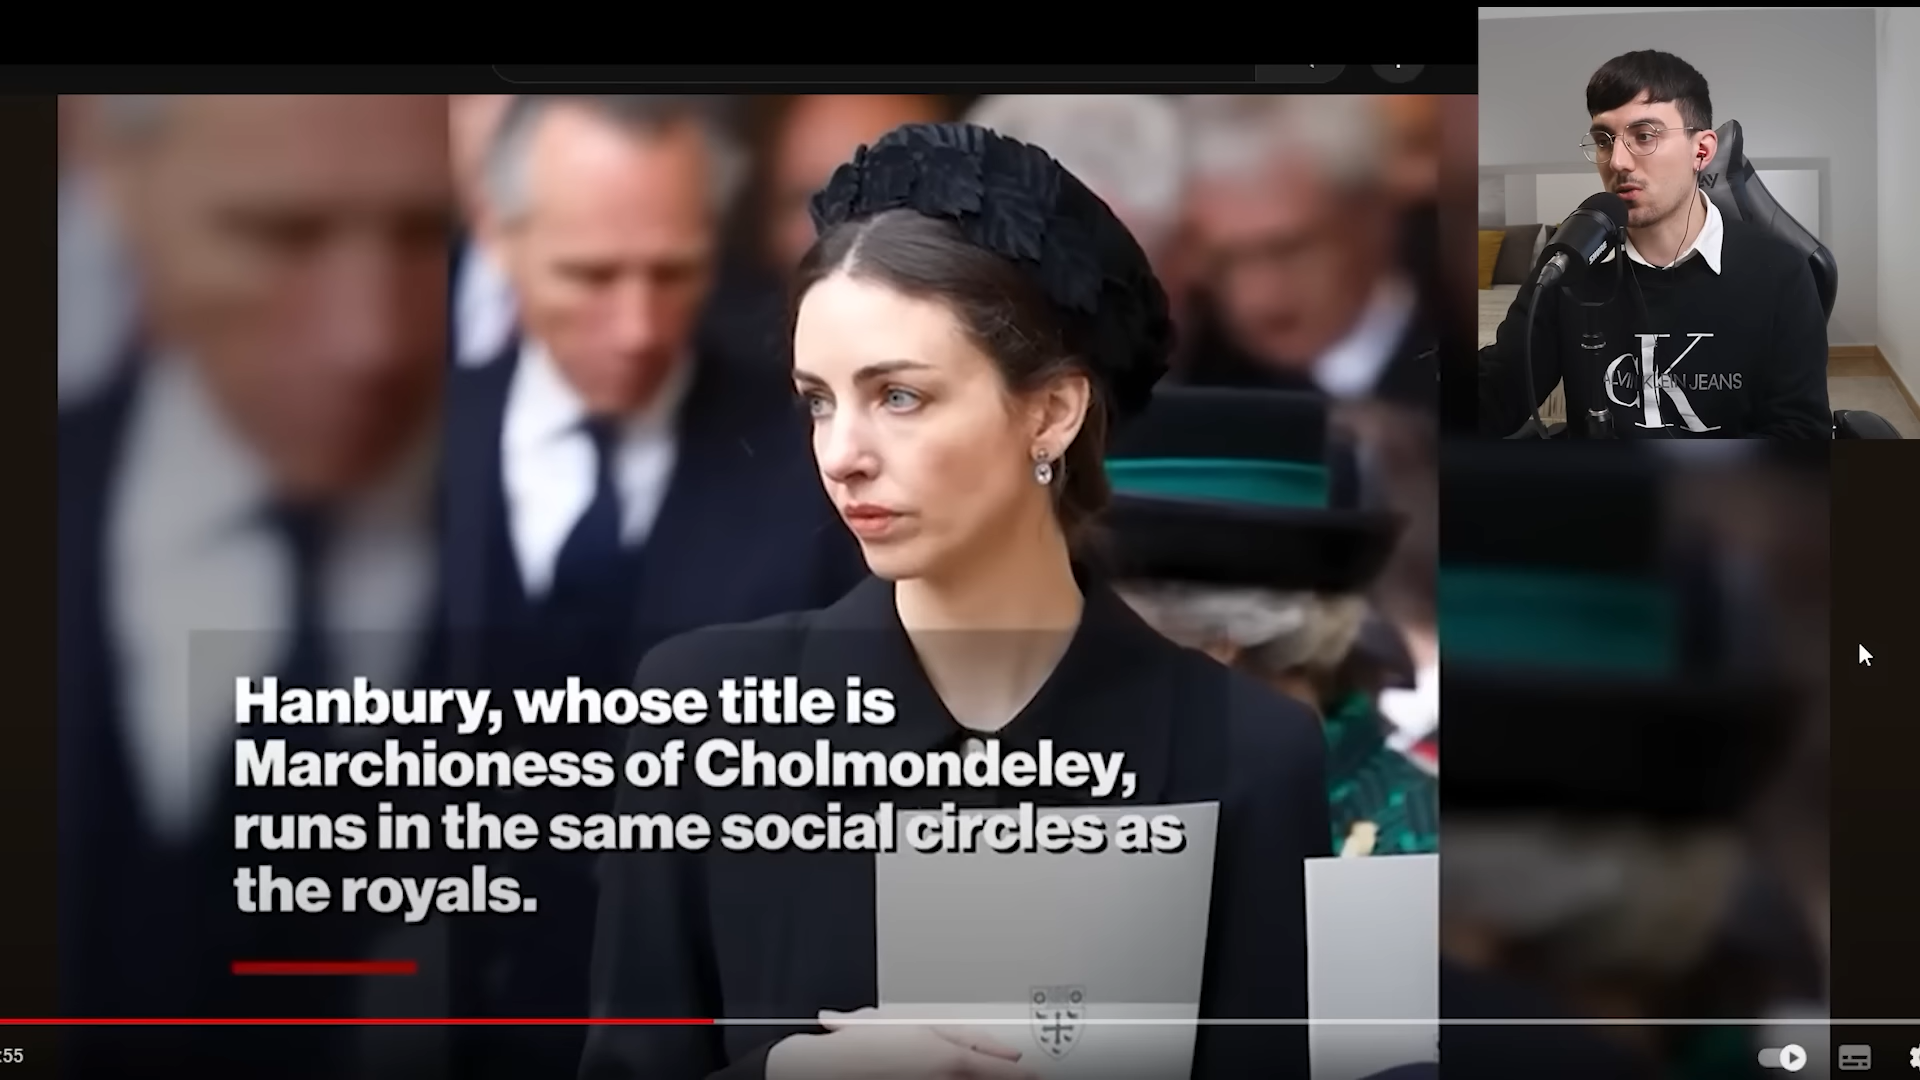 CK
CALVIN KLEIN JEANS
Hanbury, whose title is
Marchioness of Cholmondeley,
runs in the same social circles as
the royals.
:55